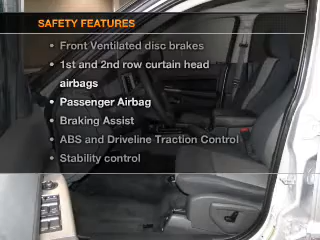 SAFETY FEATURES
• Front Ventilated disc brakes
• 1st and 2nd row curtain head
airbags
• Passenger Airbag
• Braking Assist
• ABS and Driveline Traction Control
• Stability control